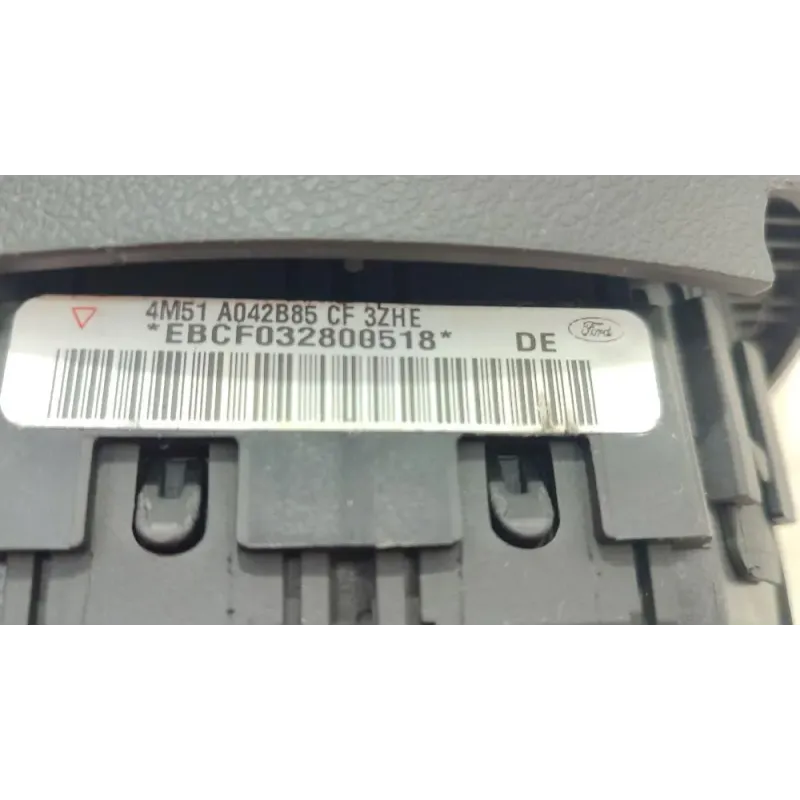 4M51 A042B85 CF 3ZHE
*EBCF032800518* DE Ford